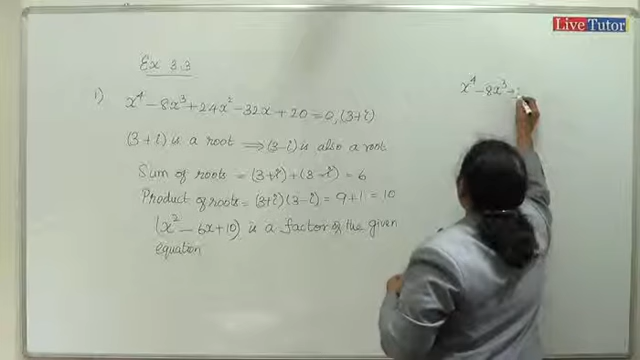 Live Tutor
Ex 3.3
1) x⁴ - 8x³ + 24x² - 32x + 20 = 0, (3+i)
(3+i) is a root ⟹ (3-i) is also a root
Sum of roots = (3+i) + (3-i) = 6
Product of roots = (3+i) (3-i) = 9 + 1 = 10
(x² - 6x + 10) is a factor of the given
equation
x⁴ - 8x³ +